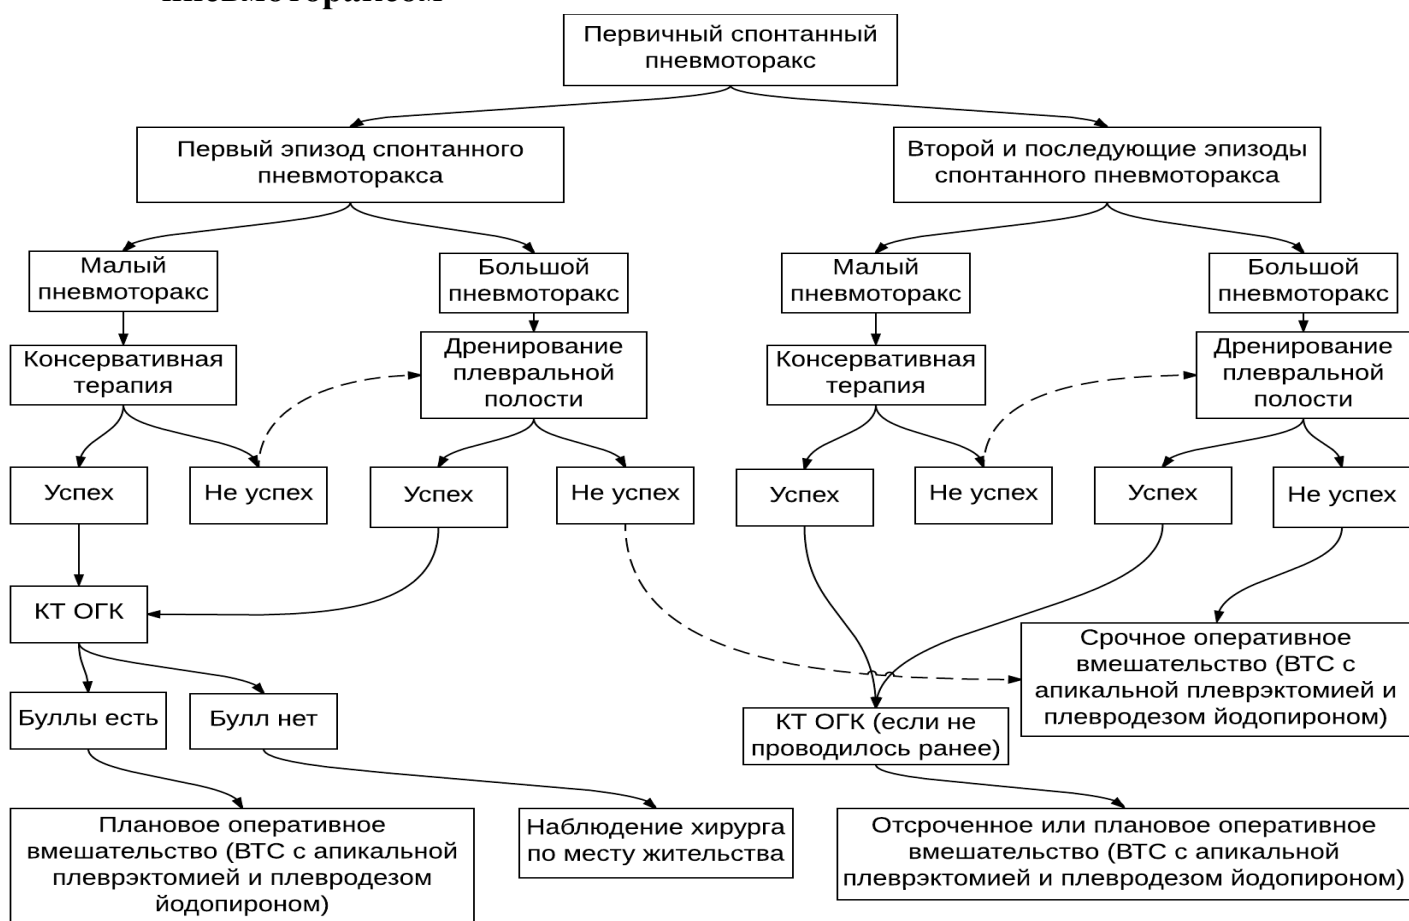 пневмотораксом
Первичный спонтанный
пневмоторакс
Первый эпизод спонтанного
пневмоторакса
Второй и последующие эпизоды
спонтанного пневмоторакса
Малый
пневмоторакс
Большой
пневмоторакс
Малый
пневмоторакс
Большой
пневмоторакс
Консервативная
терапия
Дренирование
плевральной
полости
Консервативная
терапия
Дренирование
плевральной
полости
Успех
Не успех
Успех
Не успех
Успех
Не успех
Успех
Не успех
КТ ОГК
Срочное оперативное
вмешательство (ВТС с
апикальной плеврэктомией и
плевродезом йодопироном)
Буллы есть
Булл нет
КТ ОГК (если не
проводилось ранее)
Плановое оперативное
вмешательство (ВТС с апикальной
плеврэктомией и плевродезом
йодопироном)
Наблюдение хирурга
по месту жительства
Отсроченное или плановое оперативное
вмешательство (ВТС с апикальной
плеврэктомией и плевродезом йодопироном)